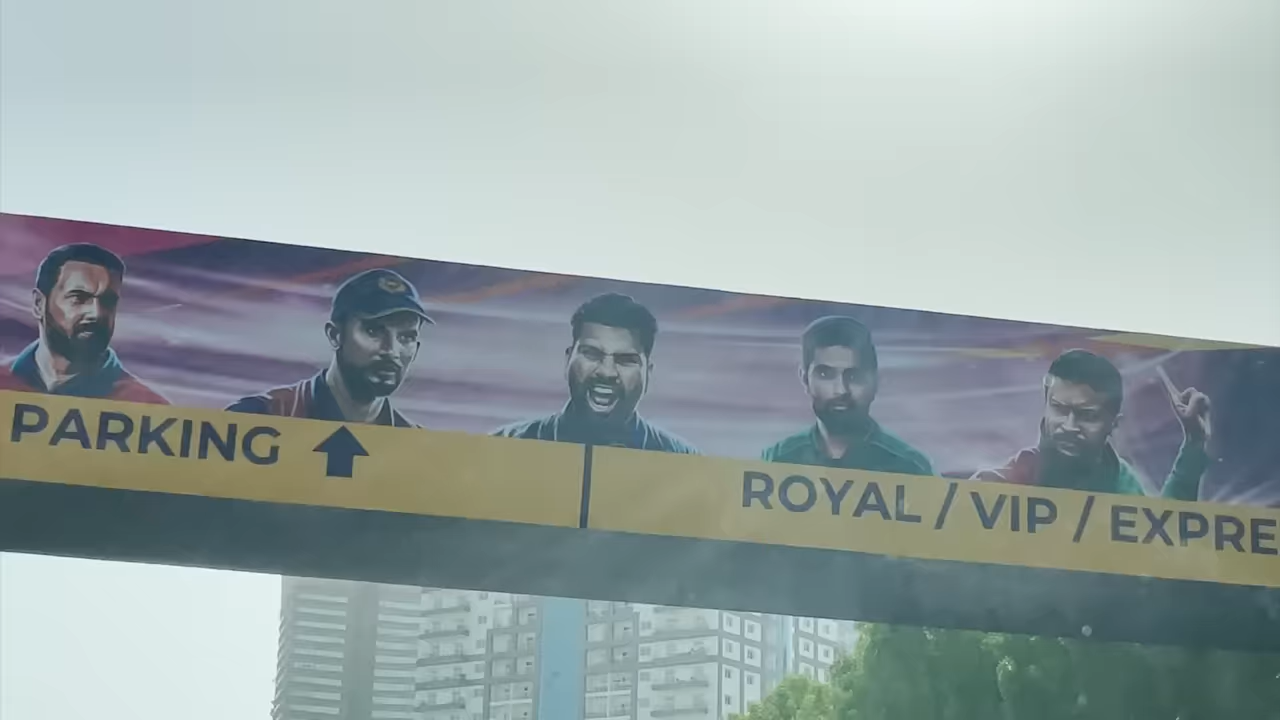 PARKING ↑
ROYAL / VIP / EXPRE